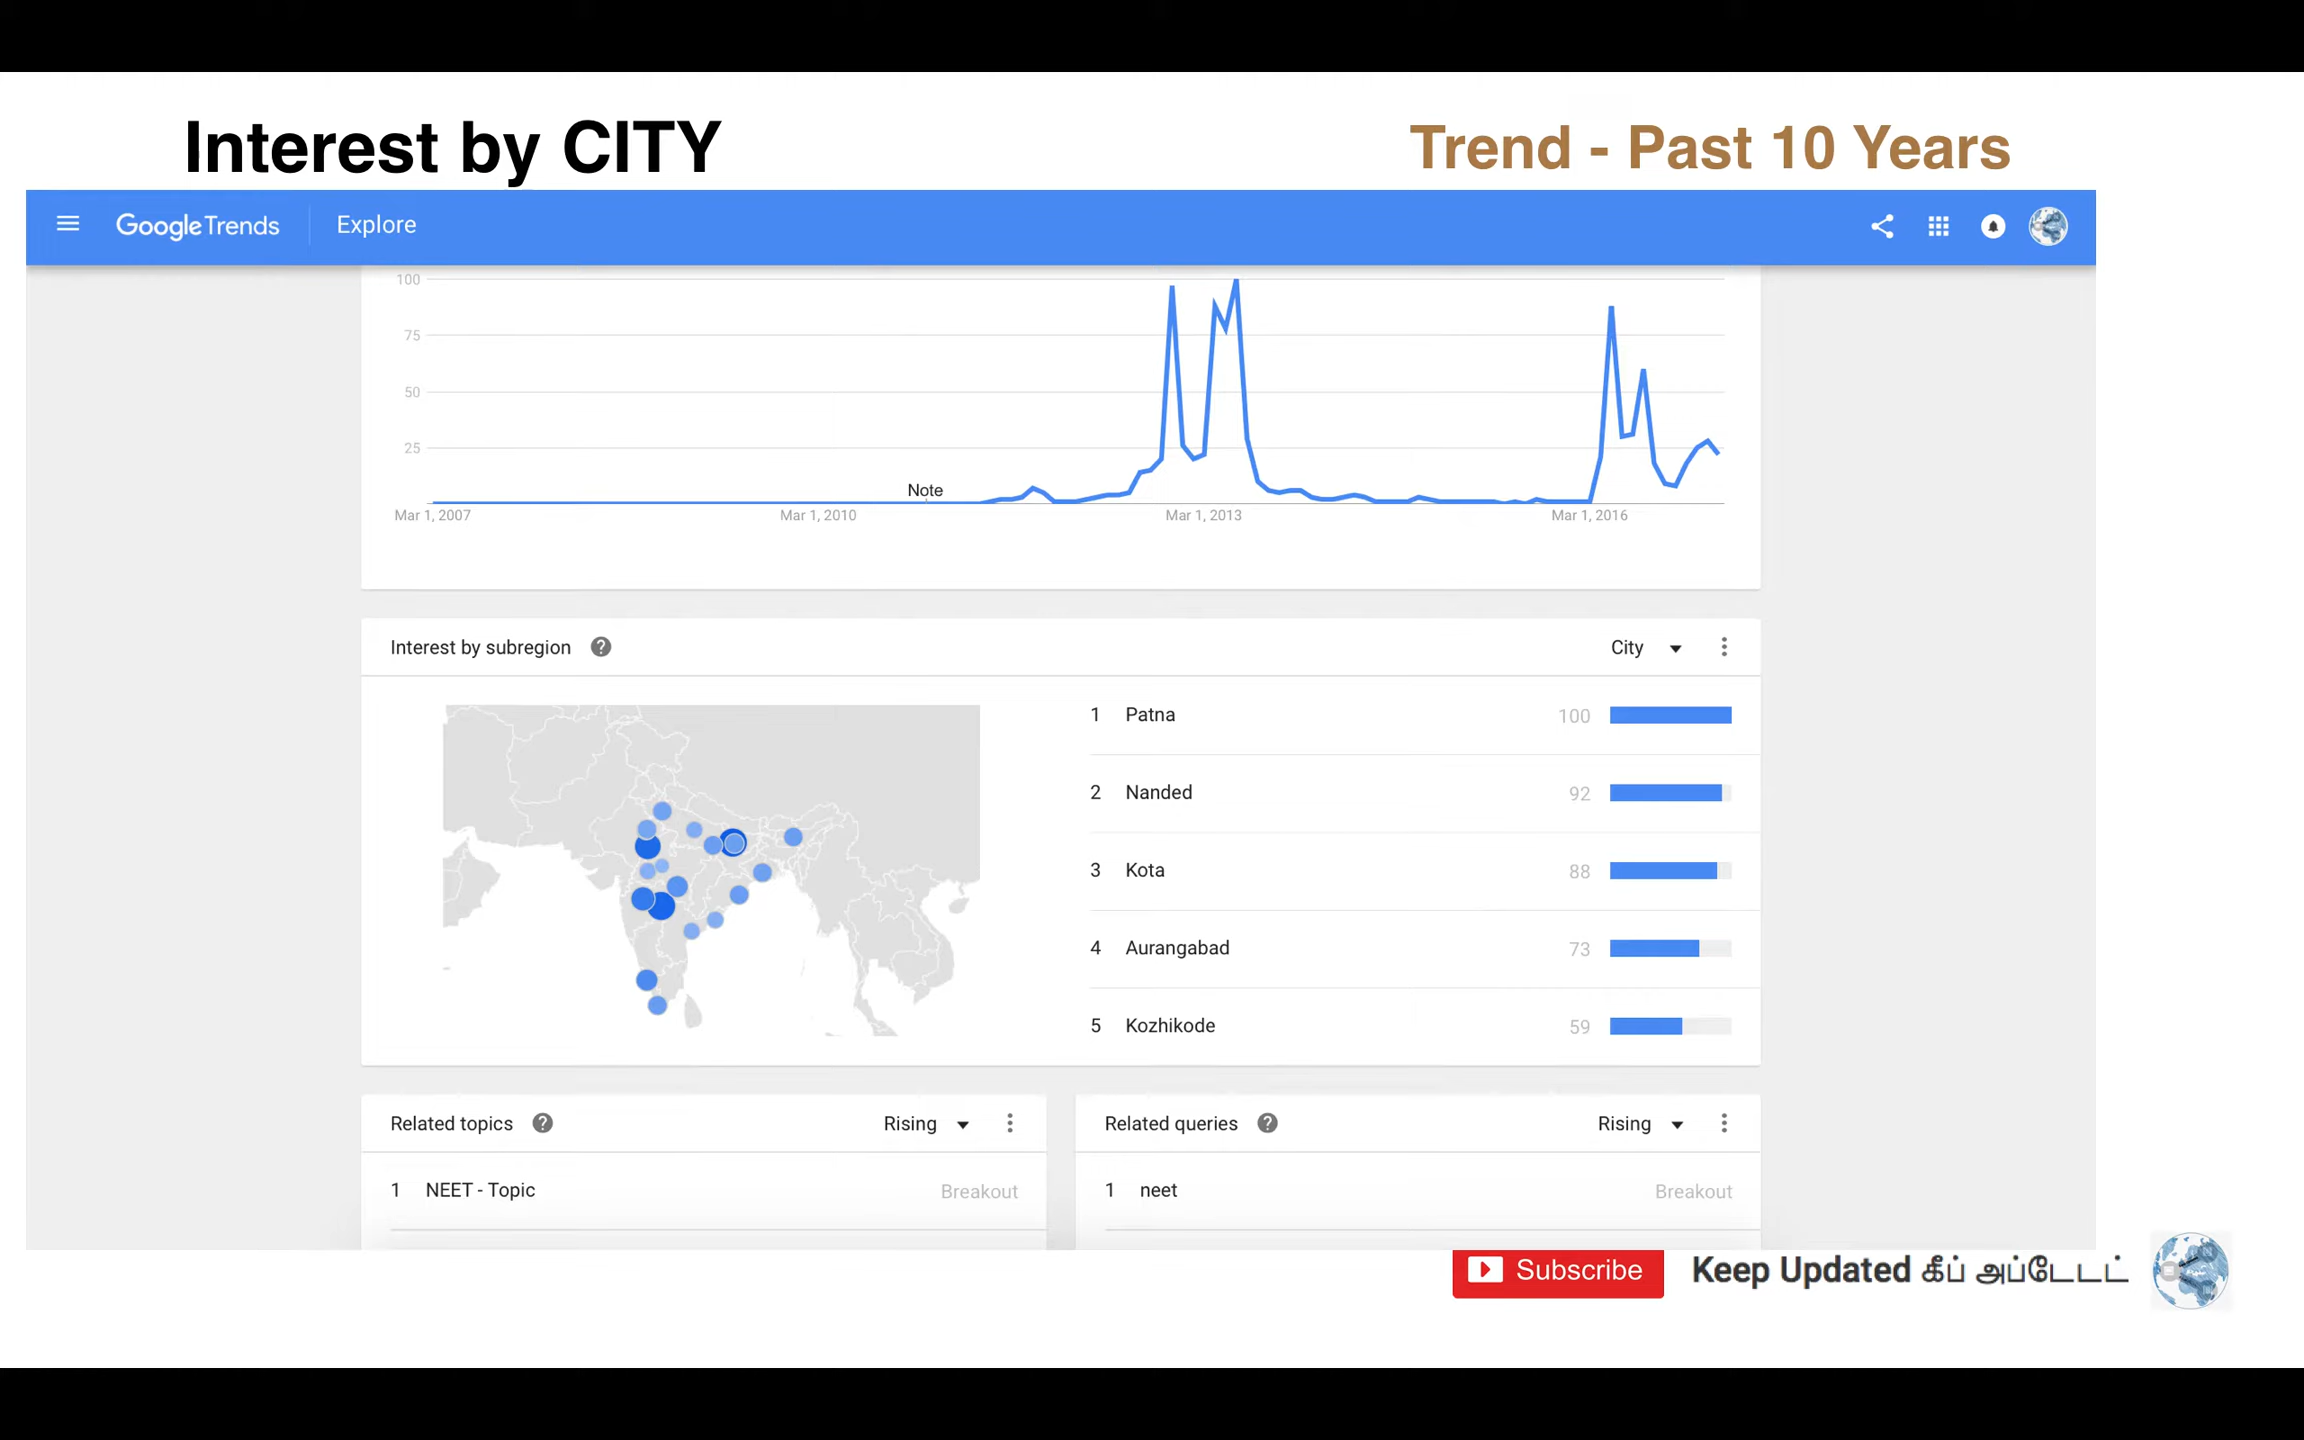 Interest by CITY
Trend - Past 10 Years
Google Trends
Explore
100
75
50
25
Note
Mar 1, 2007
Mar 1, 2010
Mar 1, 2013
Mar 1, 2016
Interest by subregion
City
1 Patna 100
2 Nanded 92
3 Kota 88
4 Aurangabad 73
5 Kozhikode 59
Related topics
Rising
1 NEET - Topic Breakout
Related queries
Rising
1 neet Breakout
Subscribe
Keep Updated கீப் அப்டேடட்